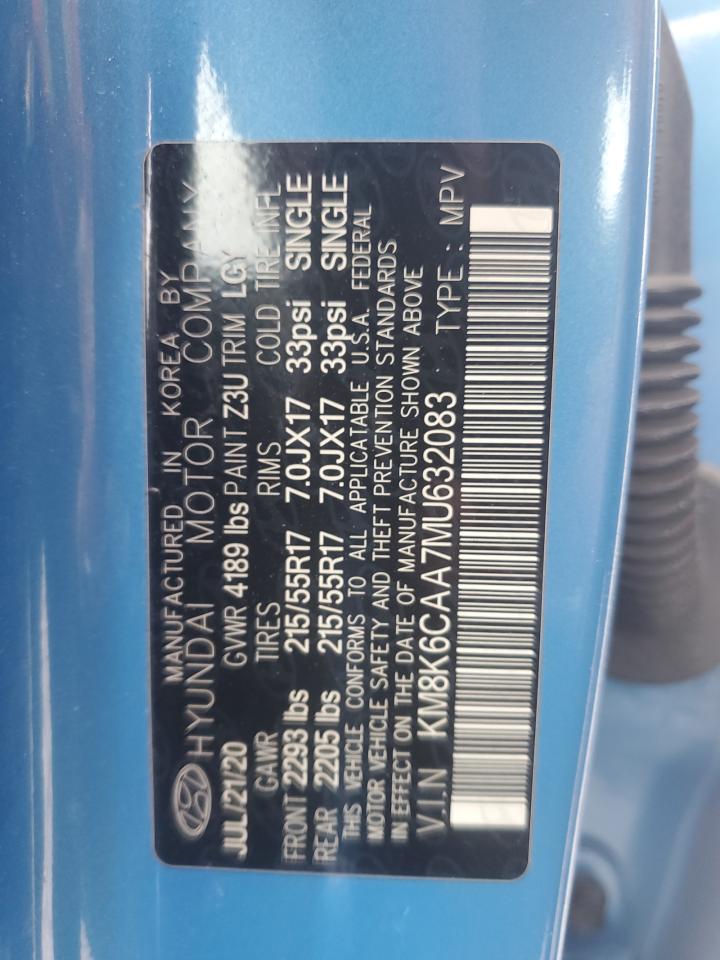 MANUFACTURED IN KOREA BY
HYUNDAI MOTOR COMPANY
JUL/21/20 GVWR 4189 lbs PAINT Z3U TRIM LGY
GAWR TIRES RIMS COLD TIRE INFL
FRONT 2293 lbs 215/55R17 7.0JX17 33psi SINGLE
REAR 2205 lbs 215/55R17 7.0JX17 33psi SINGLE
THIS VEHICLE CONFORMS TO ALL APPLICATABLE U.S.A. FEDERAL
MOTOR VEHICLE SAFETY AND THEFT PREVENTION STANDARDS
IN EFFECT ON THE DATE OF MANUFACTURE SHOWN ABOVE
V.I.N KM8K6CAA7MU632083 TYPE : MPV